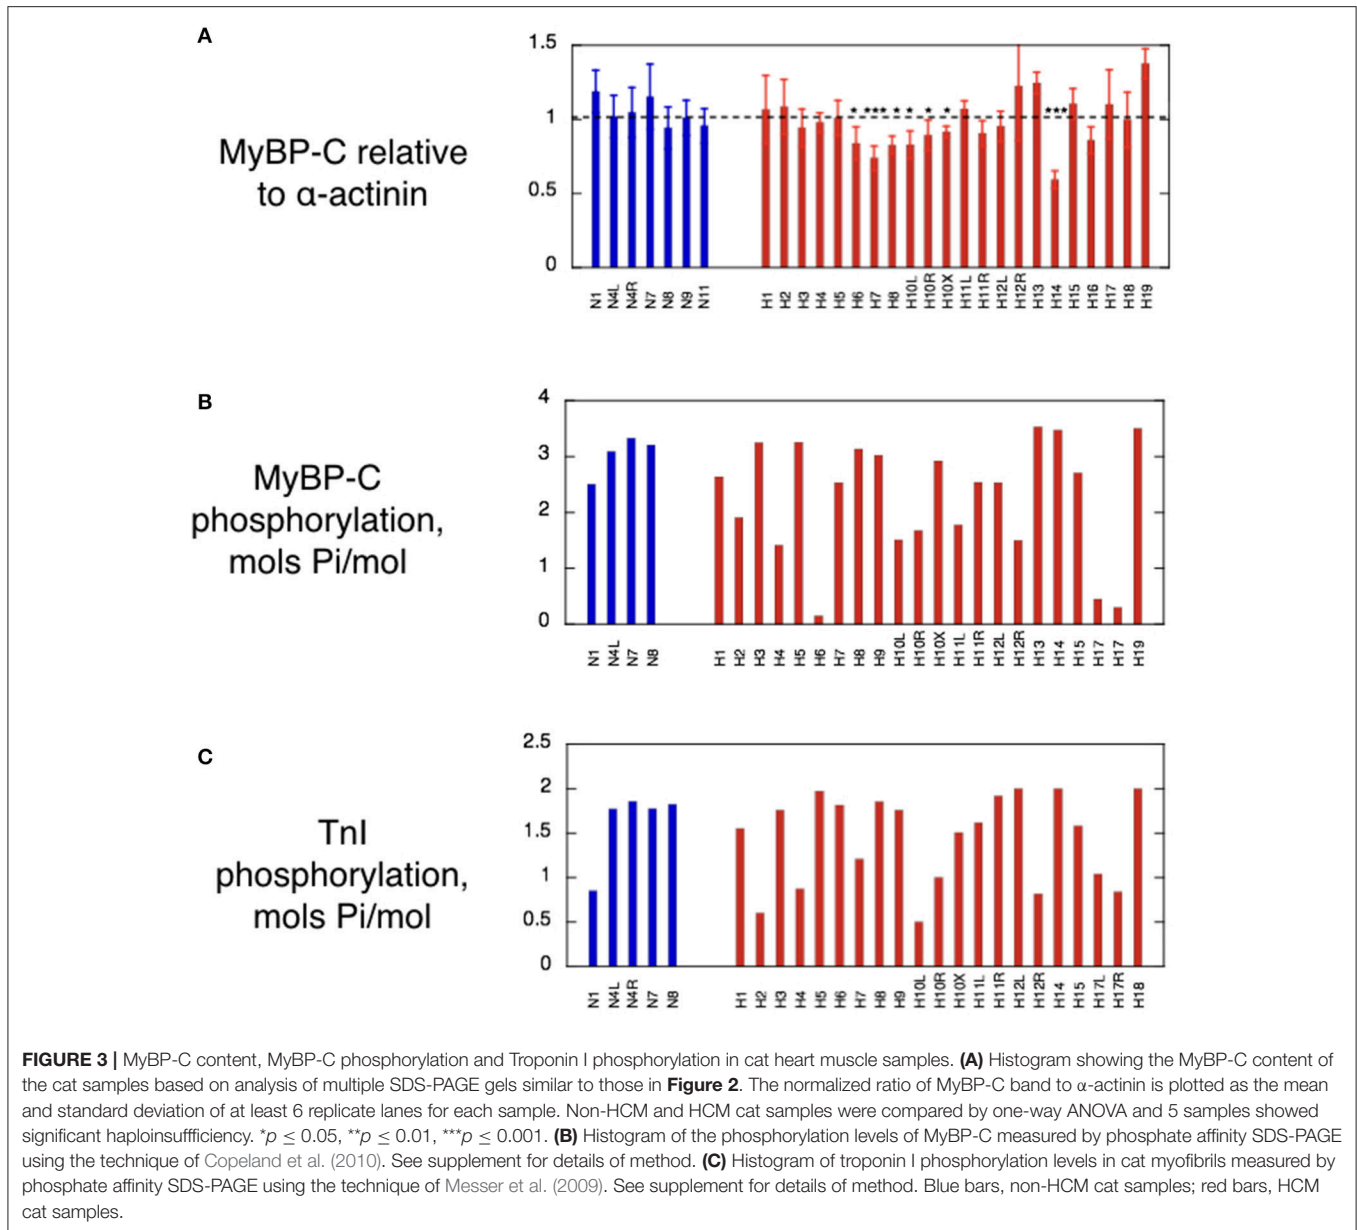 A
MyBP-C relative
to α-actinin
1.5
1
0.5
0
* *** * * * * ***
N1 N4L N4R N7 N8 N9 N11 H1 H2 H3 H4 H5 H6 H7 H8 H10L H10R H10X H11L H11R H12L H12R H13 H14 H15 H16 H17 H18 H19
B
MyBP-C
phosphorylation,
mols Pi/mol
4
3
2
1
0
N1 N4L N7 N8 H1 H2 H3 H4 H5 H6 H7 H8 H9 H10L H10R H10X H11L H11R H12L H12R H13 H14 H15 H17 H17 H19
C
TnI
phosphorylation,
mols Pi/mol
2.5
2
1.5
1
0.5
0
N1 N4L N4R N7 N8 H1 H2 H3 H4 H5 H6 H7 H8 H9 H10L H10R H10X H11L H11R H12L H12R H14 H15 H17L H17R H18
FIGURE 3 | MyBP-C content, MyBP-C phosphorylation and Troponin I phosphorylation in cat heart muscle samples. (A) Histogram showing the MyBP-C content of
the cat samples based on analysis of multiple SDS-PAGE gels similar to those in Figure 2. The normalized ratio of MyBP-C band to α-actinin is plotted as the mean
and standard deviation of at least 6 replicate lanes for each sample. Non-HCM and HCM cat samples were compared by one-way ANOVA and 5 samples showed
significant haploinsuffficiency. *p ≤ 0.05, **p ≤ 0.01, ***p ≤ 0.001. (B) Histogram of the phosphorylation levels of MyBP-C measured by phosphate affinity SDS-PAGE
using the technique of Copeland et al. (2010). See supplement for details of method. (C) Histogram of troponin I phosphorylation levels in cat myofibrils measured by
phosphate affinity SDS-PAGE using the technique of Messer et al. (2009). See supplement for details of method. Blue bars, non-HCM cat samples; red bars, HCM
cat samples.